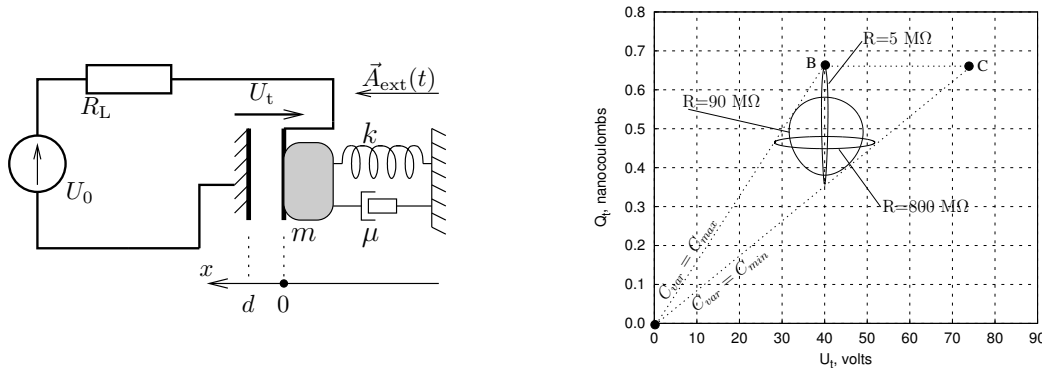 R_L
U_t
\vec{A}_ext(t)
k
U_0
m
μ
x
d
0
Q_t, nanocoulombs
0.8
0.7
0.6
0.5
0.4
0.3
0.2
0.1
0.0
R=5 MΩ
B
C
R=90 MΩ
R=800 MΩ
C_var = C_max
C_var = C_min
0 10 20 30 40 50 60 70 80 90
U_t, volts